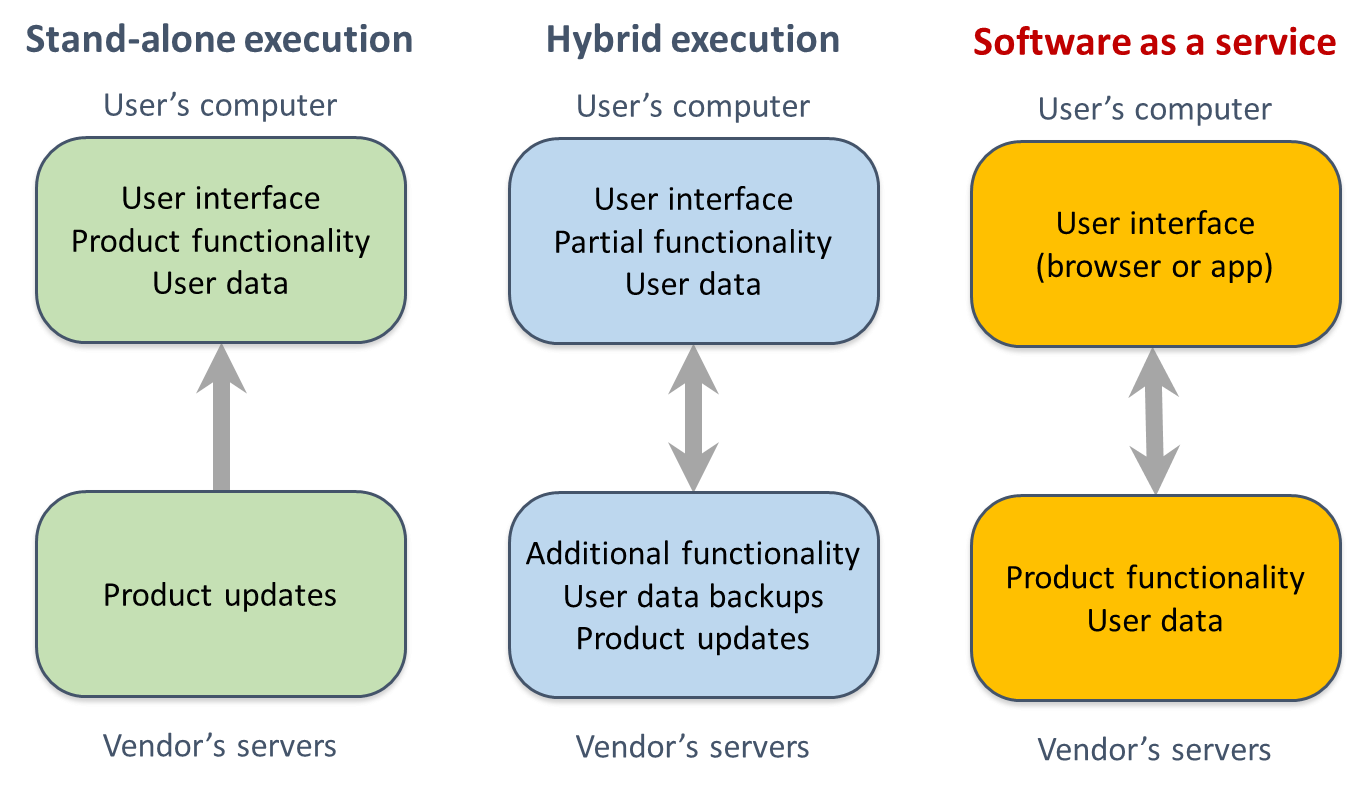 Stand-alone execution
User’s computer
User interface
Product functionality
User data
Product updates
Vendor’s servers
Hybrid execution
User’s computer
User interface
Partial functionality
User data
Additional functionality
User data backups
Product updates
Vendor’s servers
Software as a service
User’s computer
User interface
(browser or app)
Product functionality
User data
Vendor’s servers